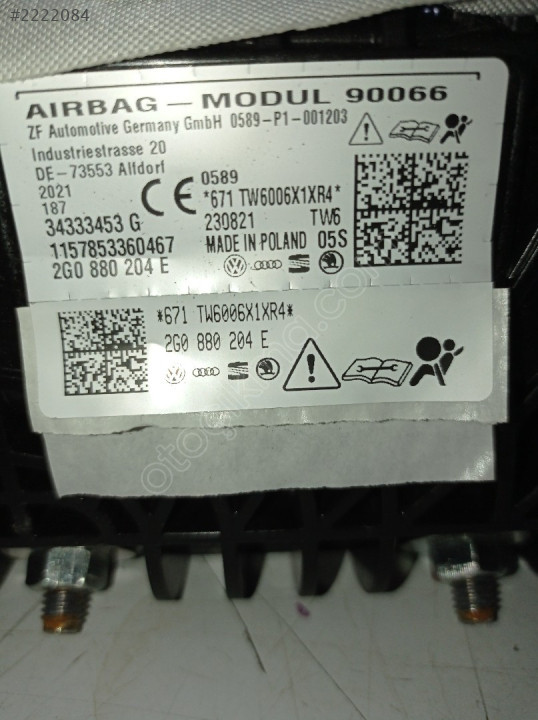 #2222084
AIRBAG - MODUL 90066
ZF Automotive Germany GmbH 0589-P1-001203
Industriestrasse 20
DE-73553 Alfdorf
2021
187
CE 0589
*671 TW6006X1XR4*
34333453 G
230821 TW6
1157853360467
MADE IN POLAND 05S
2G0 880 204 E
*671 TW6006X1XR4*
2G0 880 204 E